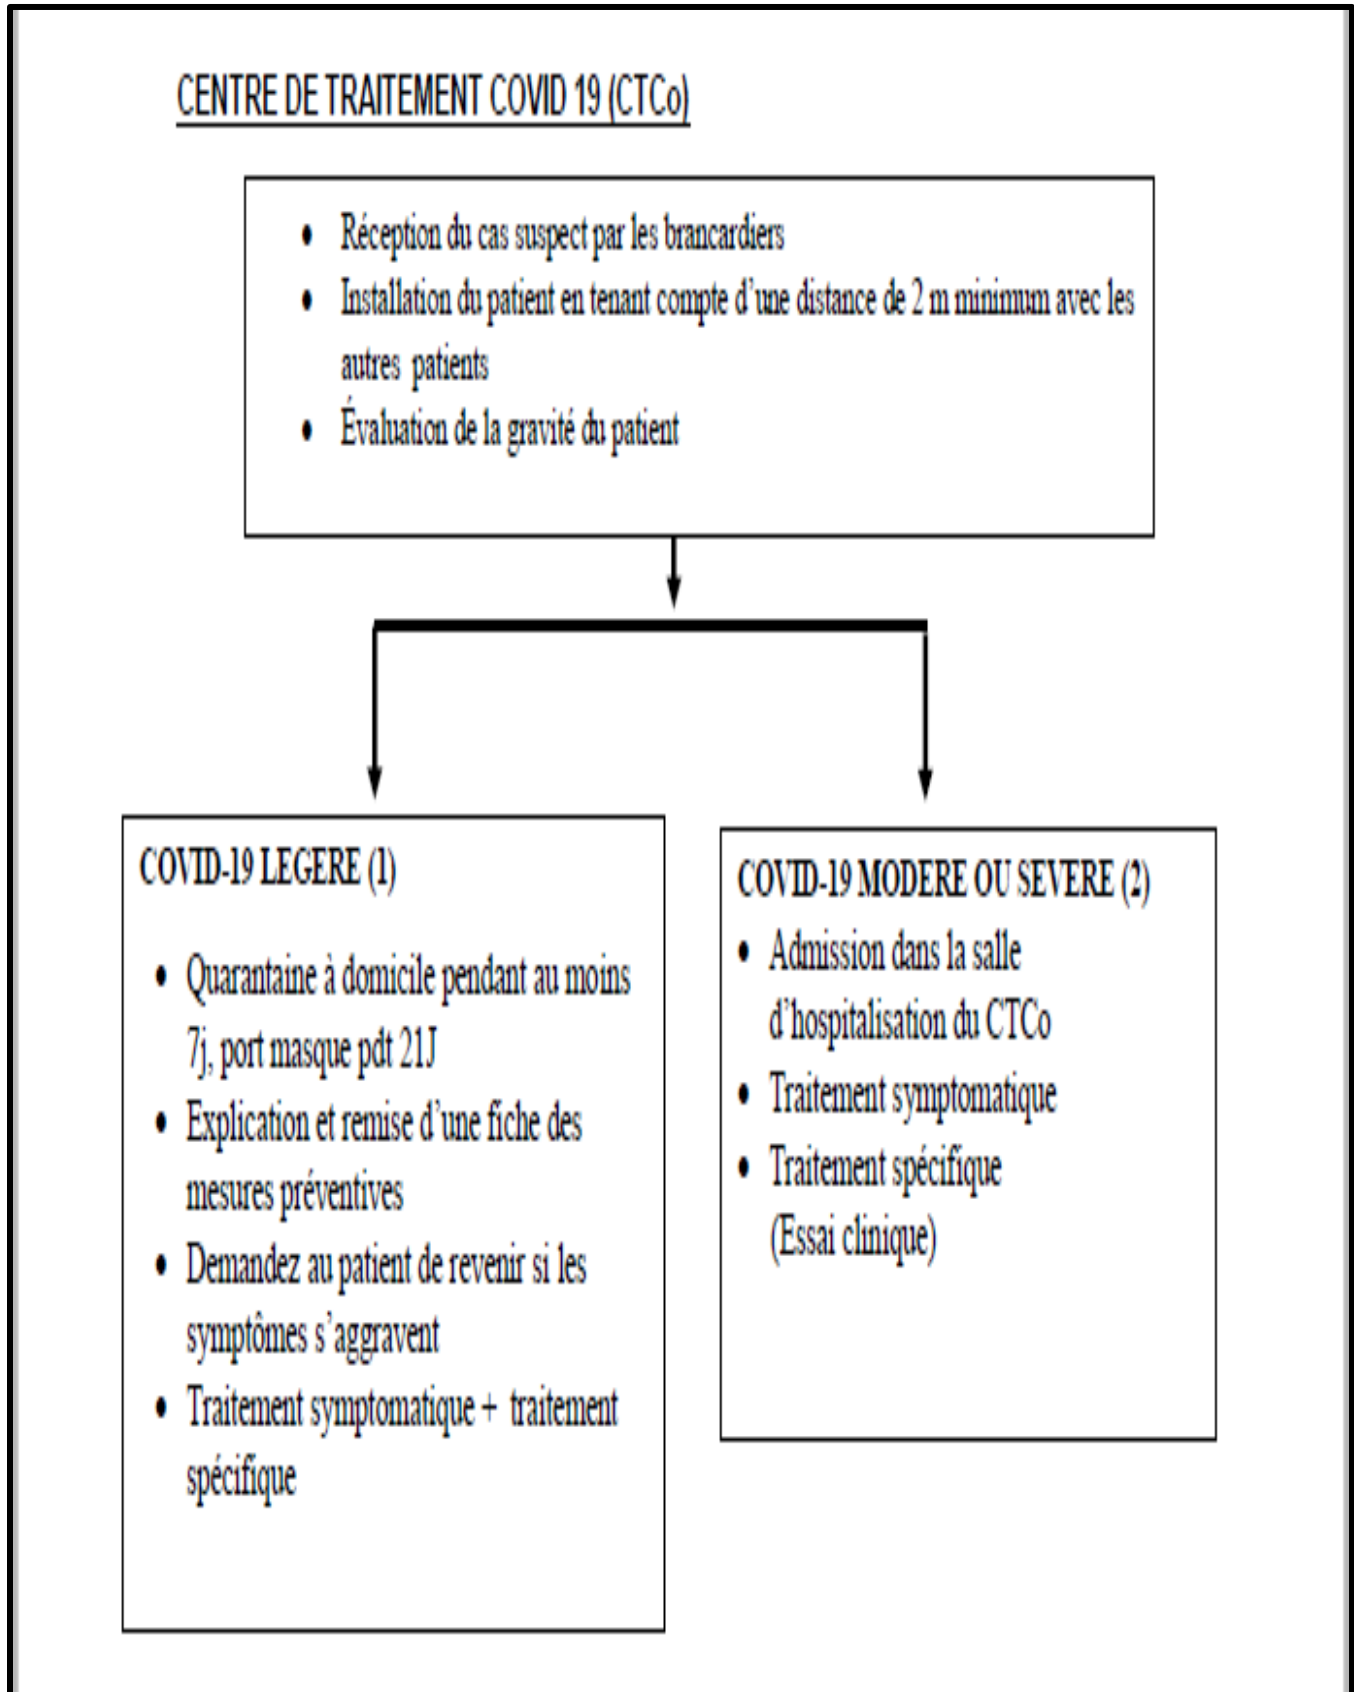 CENTRE DE TRAITEMENT COVID 19 (CTCo)
• Réception du cas suspect par les brancardiers
• Installation du patient en tenant compte d’une distance de 2 m minimum avec les
autres patients
• Évaluation de la gravité du patient
COVID-19 LEGERE (1)
• Quarantaine à domicile pendant au moins
7j, port masque pdt 21J
• Explication et remise d’une fiche des
mesures préventives
• Demandez au patient de revenir si les
symptômes s’aggravent
• Traitement symptomatique + traitement
spécifique
COVID-19 MODERE OU SEVERE (2)
• Admission dans la salle
d’hospitalisation du CTCo
• Traitement symptomatique
• Traitement spécifique
(Essai clinique)